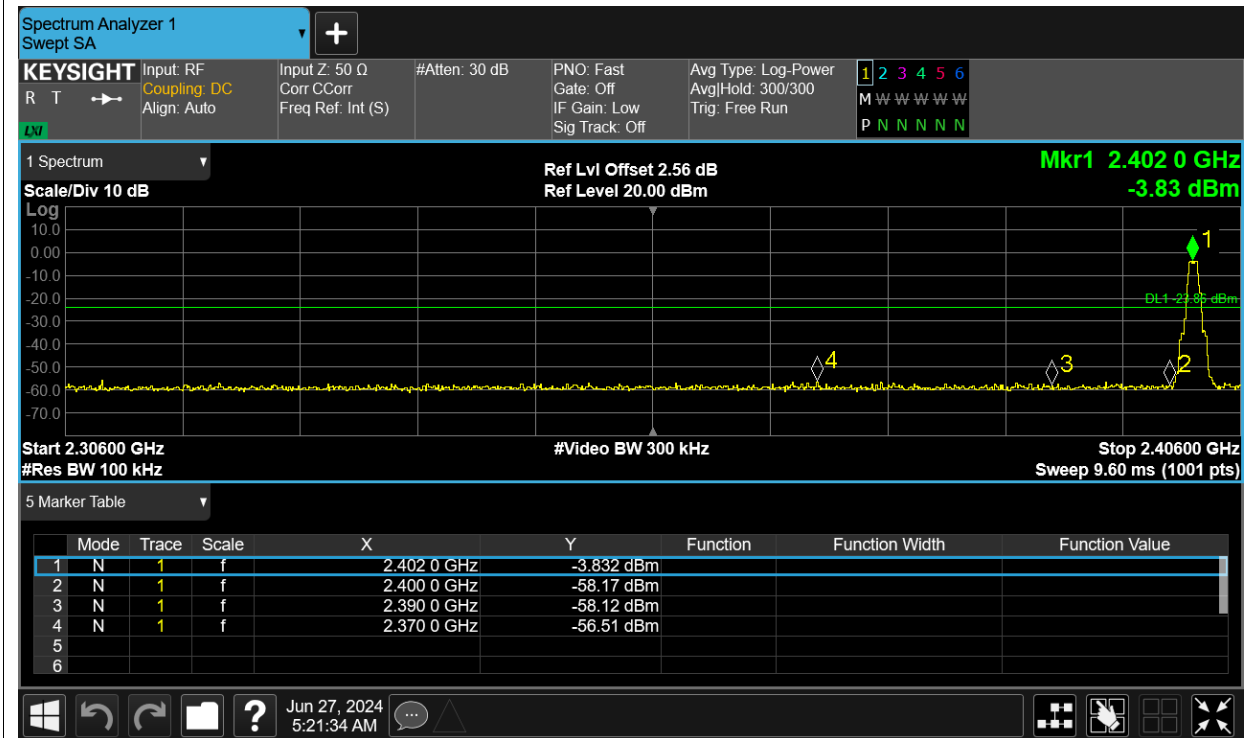 Spectrum Analyzer 1
Swept SA
+
KEYSIGHT Input: RF Input Z: 50 Ω #Atten: 30 dB PNO: Fast Avg Type: Log-Power 1 2 3 4 5 6
R T Coupling: DC Corr CCorr Gate: Off Avg|Hold: 300/300 M W W W W W W
Align: Auto Freq Ref: Int (S) IF Gain: Low Trig: Free Run P N N N N N N
LXI Sig Track: Off
1 Spectrum Ref Lvl Offset 2.56 dB Mkr1 2.402 0 GHz
Scale/Div 10 dB Ref Level 20.00 dBm -3.83 dBm
Log
10.0
1
0.00
-10.0
-20.0 DL1 -23.86 dBm
-30.0
-40.0
-50.0 4 3 2
-60.0
-70.0
Start 2.30600 GHz #Video BW 300 kHz Stop 2.40600 GHz
#Res BW 100 kHz Sweep 9.60 ms (1001 pts)
5 Marker Table
Mode Trace Scale X Y Function Function Width Function Value
1 N 1 f 2.402 0 GHz -3.832 dBm
2 N 1 f 2.400 0 GHz -58.17 dBm
3 N 1 f 2.390 0 GHz -58.12 dBm
4 N 1 f 2.370 0 GHz -56.51 dBm
5
6
? Jun 27, 2024
5:21:34 AM